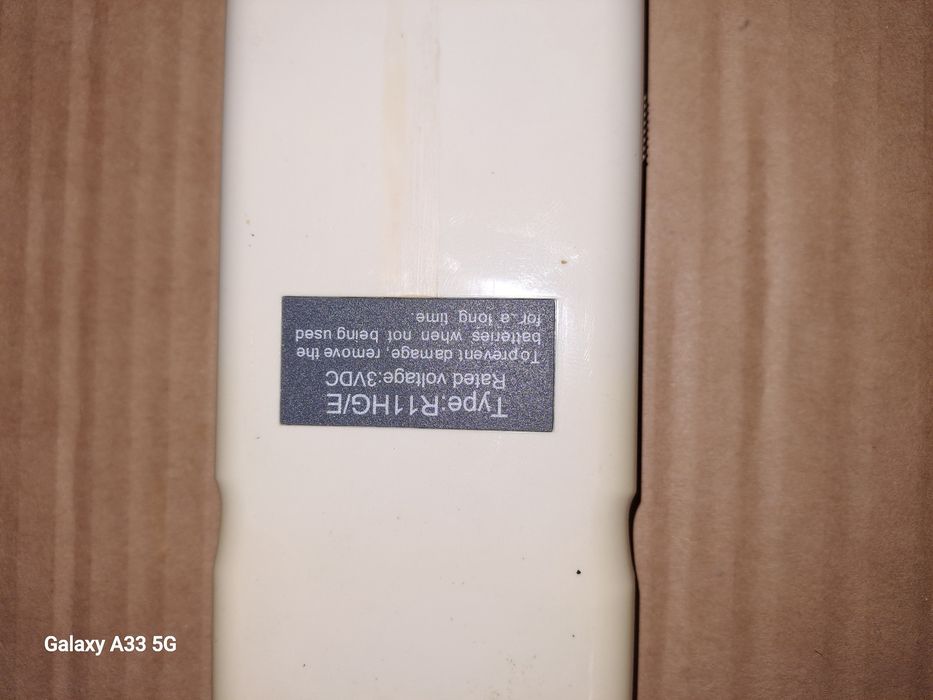 Type:R11HG/E
Rated voltage:3VDC
To prevent damage, remove the
batteries when not being used
for a long time.
Galaxy A33 5G